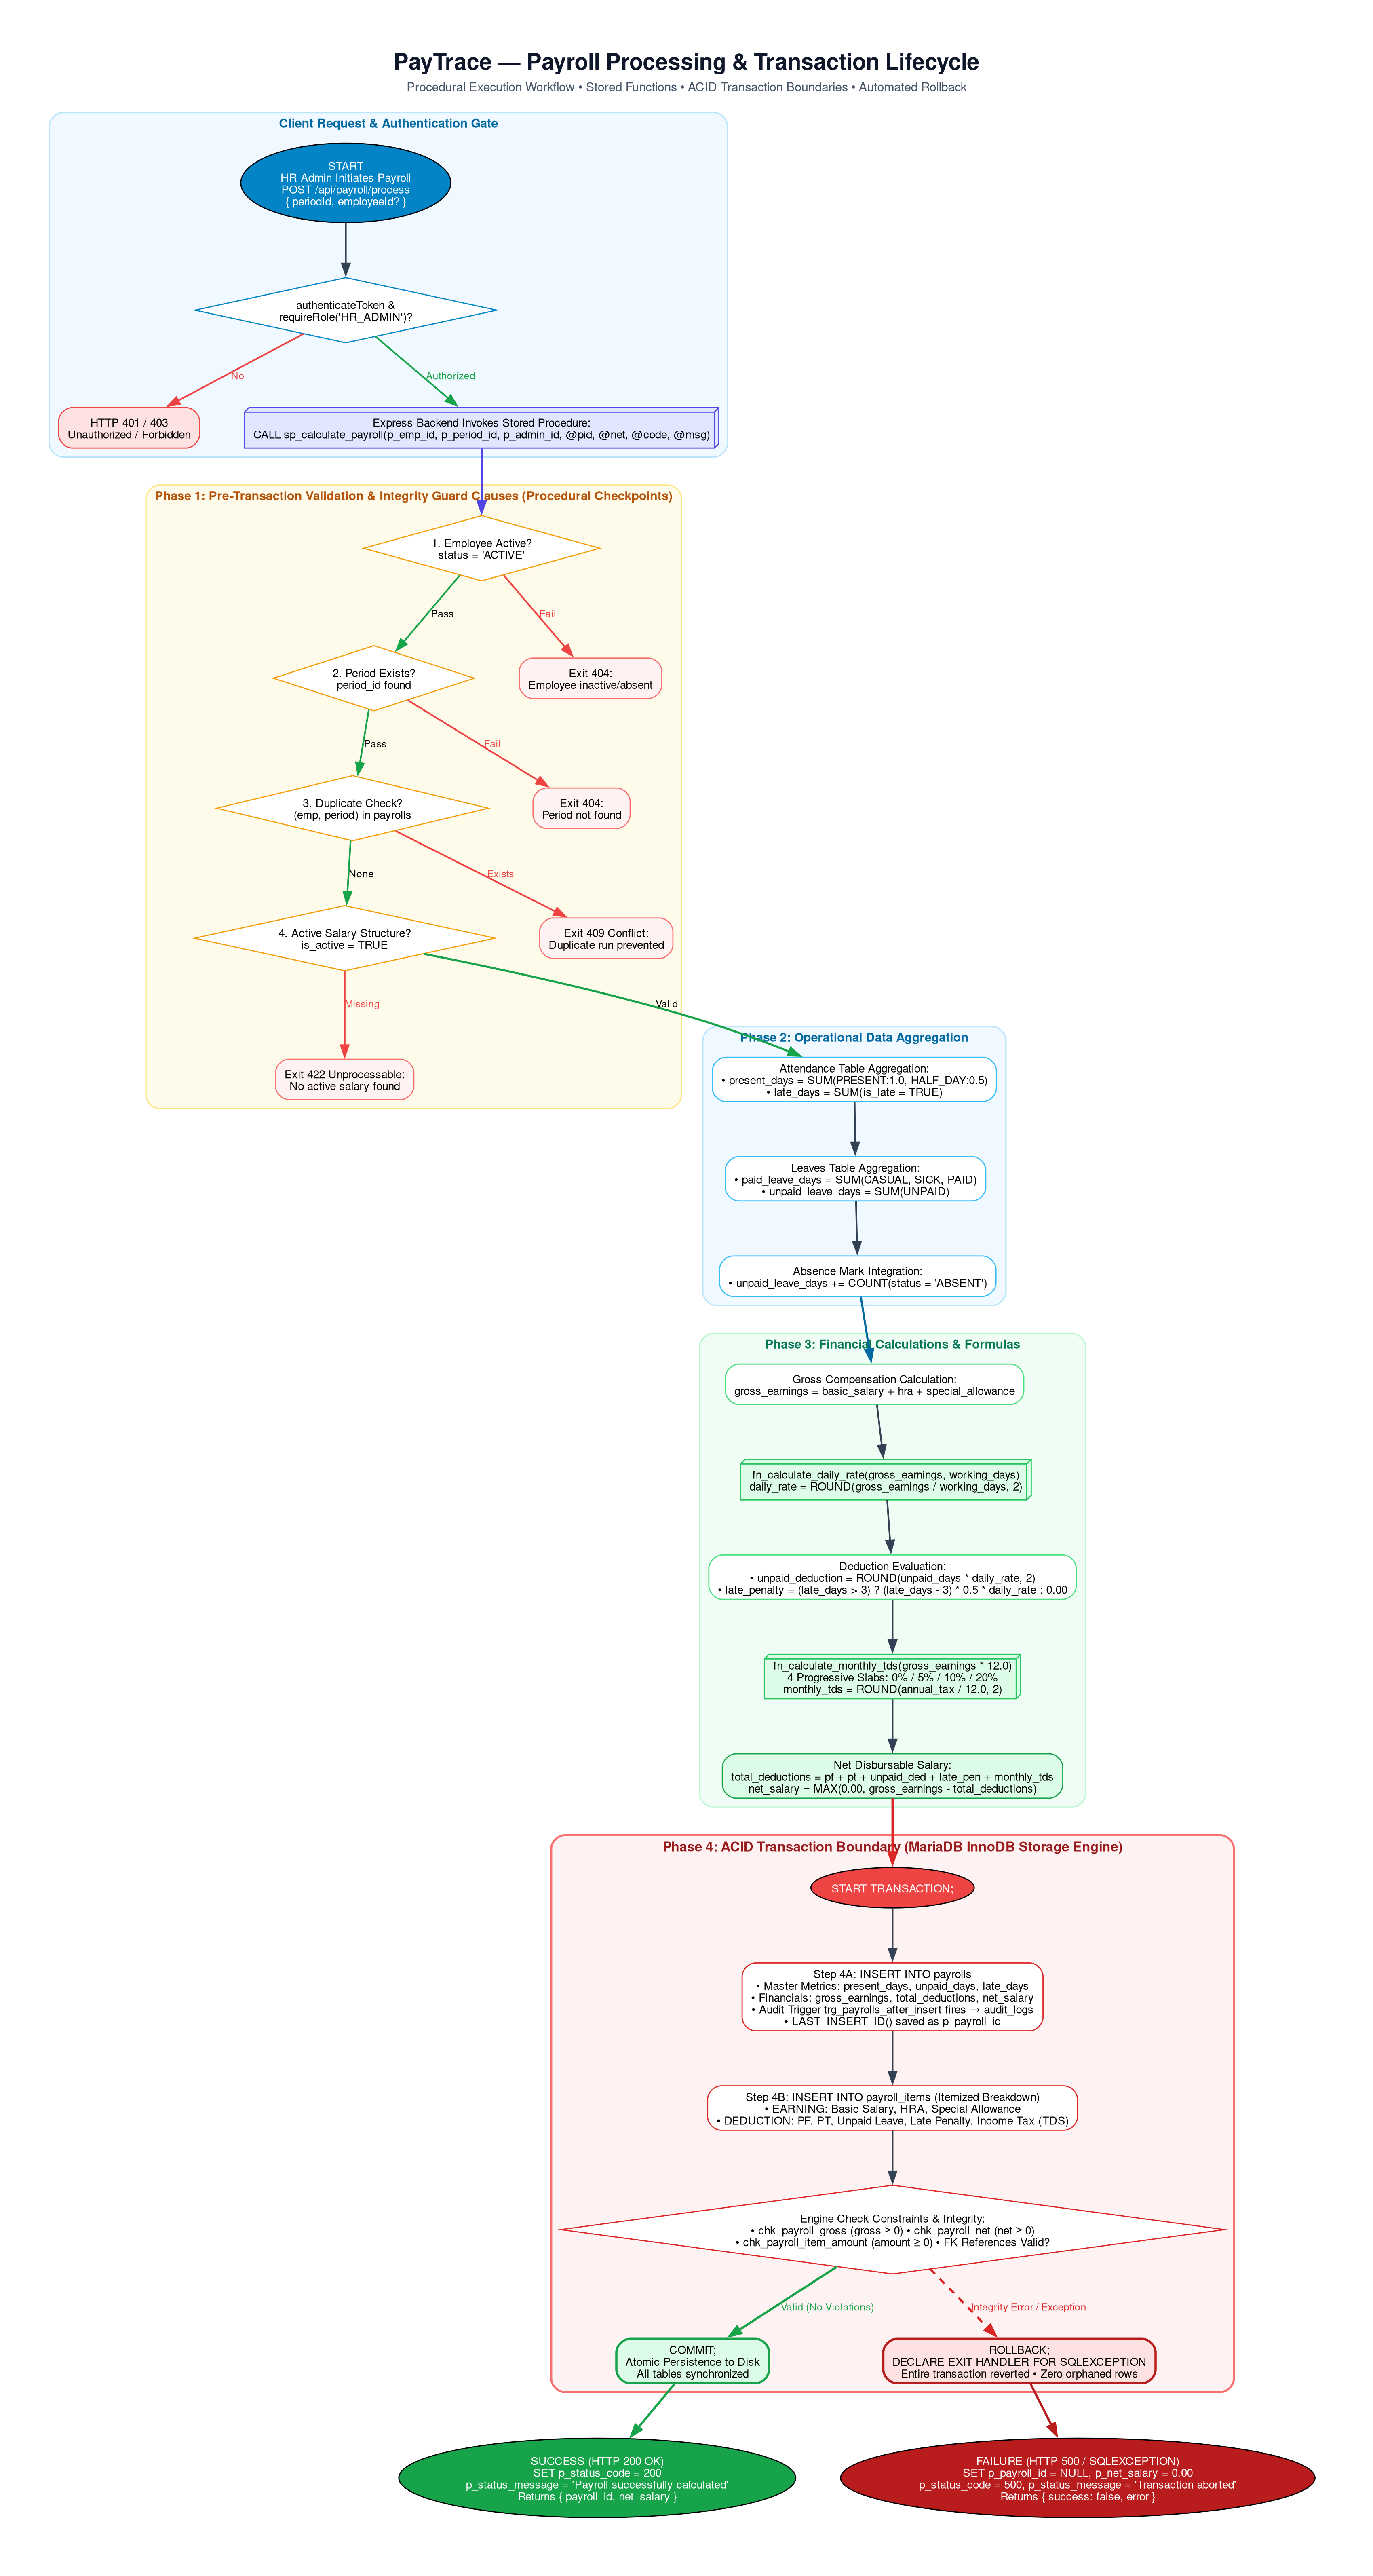 PayTrace — Payroll Processing & Transaction Lifecycle
Procedural Execution Workflow • Stored Functions • ACID Transaction Boundaries • Automated Rollback
Client Request & Authentication Gate
START
HR Admin Initiates Payroll
POST /api/payroll/process
{ periodId, employeeId? }
authenticateToken &
requireRole('HR_ADMIN')?
No
Authorized
HTTP 401 / 403
Unauthorized / Forbidden
Express Backend Invokes Stored Procedure:
CALL sp_calculate_payroll(p_emp_id, p_period_id, p_admin_id, @pid, @net, @code, @msg)
Phase 1: Pre-Transaction Validation & Integrity Guard Clauses (Procedural Checkpoints)
1. Employee Active?
status = 'ACTIVE'
Pass
Fail
2. Period Exists?
period_id found
Exit 404:
Employee inactive/absent
Pass
Fail
3. Duplicate Check?
(emp, period) in payrolls
Exit 404:
Period not found
None
Exists
4. Active Salary Structure?
is_active = TRUE
Exit 409 Conflict:
Duplicate run prevented
Missing
Valid
Exit 422 Unprocessable:
No active salary found
Phase 2: Operational Data Aggregation
Attendance Table Aggregation:
• present_days = SUM(PRESENT:1.0, HALF_DAY:0.5)
• late_days = SUM(is_late = TRUE)
Leaves Table Aggregation:
• paid_leave_days = SUM(CASUAL, SICK, PAID)
• unpaid_leave_days = SUM(UNPAID)
Absence Mark Integration:
• unpaid_leave_days += COUNT(status = 'ABSENT')
Phase 3: Financial Calculations & Formulas
Gross Compensation Calculation:
gross_earnings = basic_salary + hra + special_allowance
fn_calculate_daily_rate(gross_earnings, working_days)
daily_rate = ROUND(gross_earnings / working_days, 2)
Deduction Evaluation:
• unpaid_deduction = ROUND(unpaid_days * daily_rate, 2)
• late_penalty = (late_days > 3) ? (late_days - 3) * 0.5 * daily_rate : 0.00
fn_calculate_monthly_tds(gross_earnings * 12.0)
4 Progressive Slabs: 0% / 5% / 10% / 20%
monthly_tds = ROUND(annual_tax / 12.0, 2)
Net Disbursable Salary:
total_deductions = pf + pt + unpaid_ded + late_pen + monthly_tds
net_salary = MAX(0.00, gross_earnings - total_deductions)
Phase 4: ACID Transaction Boundary (MariaDB InnoDB Storage Engine)
START TRANSACTION;
Step 4A: INSERT INTO payrolls
• Master Metrics: present_days, unpaid_days, late_days
• Financials: gross_earnings, total_deductions, net_salary
• Audit Trigger trg_payrolls_after_insert fires → audit_logs
• LAST_INSERT_ID() saved as p_payroll_id
Step 4B: INSERT INTO payroll_items (Itemized Breakdown)
• EARNING: Basic Salary, HRA, Special Allowance
• DEDUCTION: PF, PT, Unpaid Leave, Late Penalty, Income Tax (TDS)
Engine Check Constraints & Integrity:
• chk_payroll_gross (gross ≥ 0) • chk_payroll_net (net ≥ 0)
• chk_payroll_item_amount (amount ≥ 0) • FK References Valid?
Valid (No Violations)
Integrity Error / Exception
COMMIT;
Atomic Persistence to Disk
All tables synchronized
ROLLBACK;
DECLARE EXIT HANDLER FOR SQLEXCEPTION
Entire transaction reverted • Zero orphaned rows
SUCCESS (HTTP 200 OK)
SET p_status_code = 200
p_status_message = 'Payroll successfully calculated'
Returns { payroll_id, net_salary }
FAILURE (HTTP 500 / SQLEXCEPTION)
SET p_payroll_id = NULL, p_net_salary = 0.00
p_status_code = 500, p_status_message = 'Transaction aborted'
Returns { success: false, error }